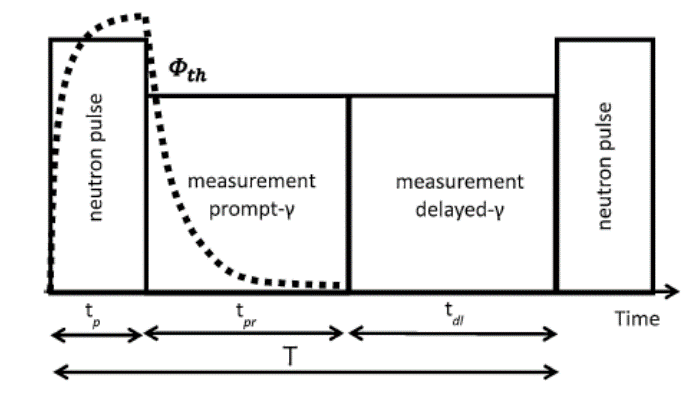 Φth
neutron pulse
measurement
prompt-γ
measurement
delayed-γ
neutron pulse
tp
tpr
tdl
Time
T